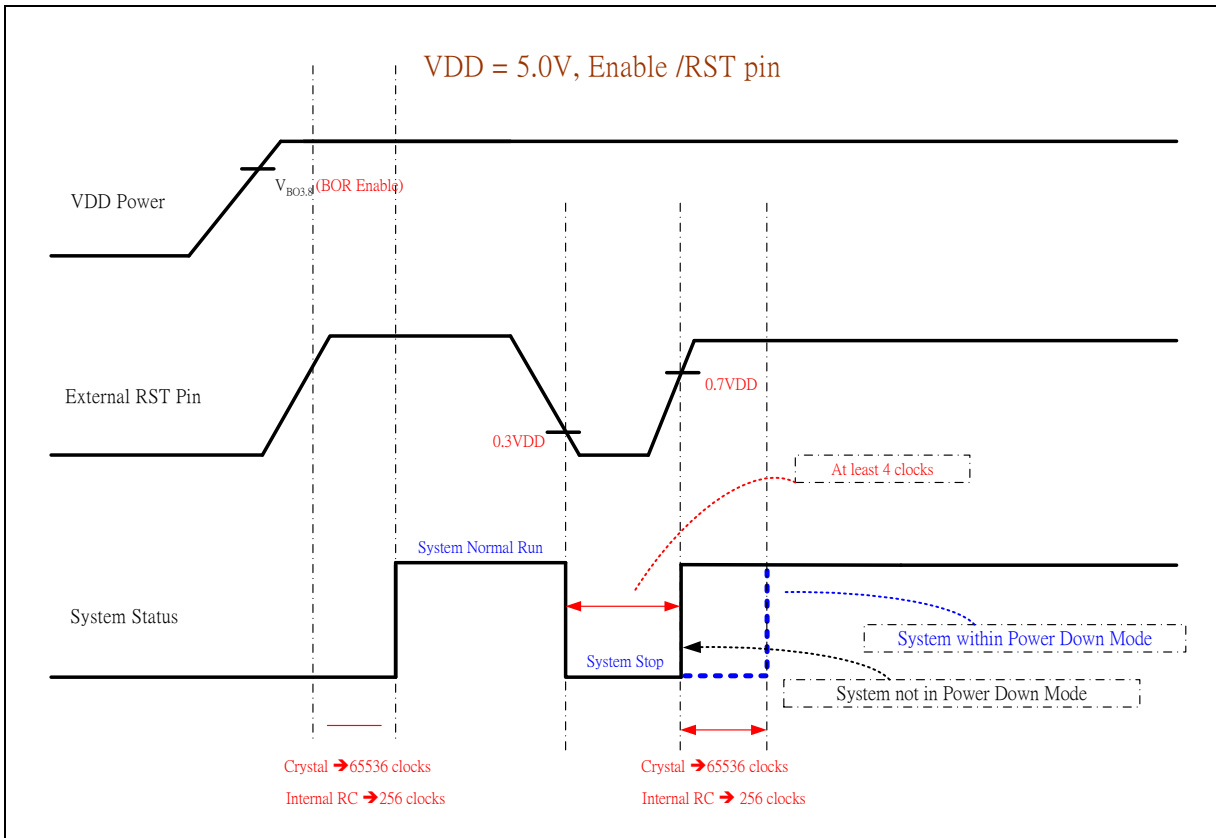 VDD = 5.0V, Enable /RST pin
VBO3.8 (BOR Enable)
VDD Power
External RST Pin
0.7VDD
0.3VDD
At least 4 clocks
System Normal Run
System Status
System within Power Down Mode
System Stop
System not in Power Down Mode
Crystal ➔65536 clocks
Internal RC ➔256 clocks
Crystal ➔65536 clocks
Internal RC ➔ 256 clocks